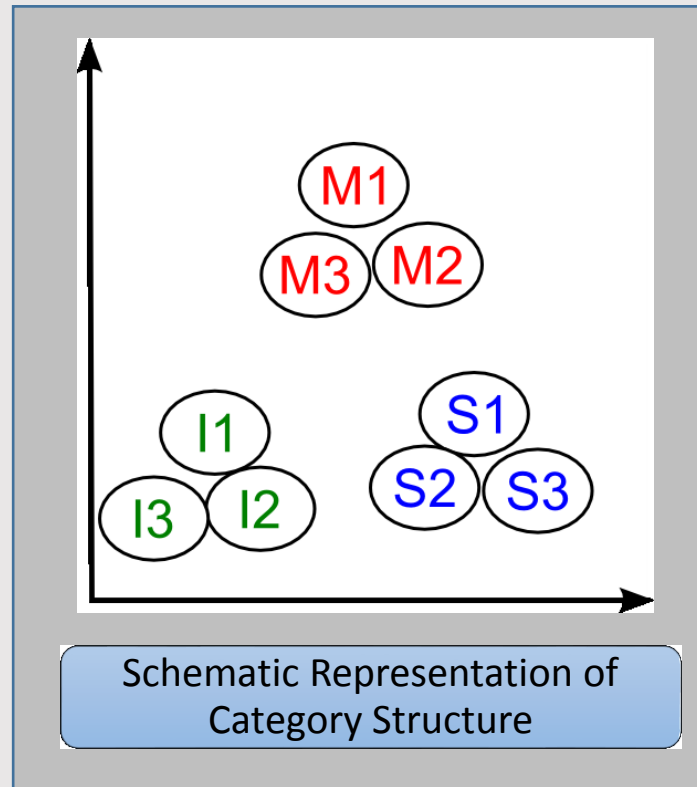 M1
M3
M2
I1
I3
I2
S1
S2
S3
Schematic Representation of
Category Structure